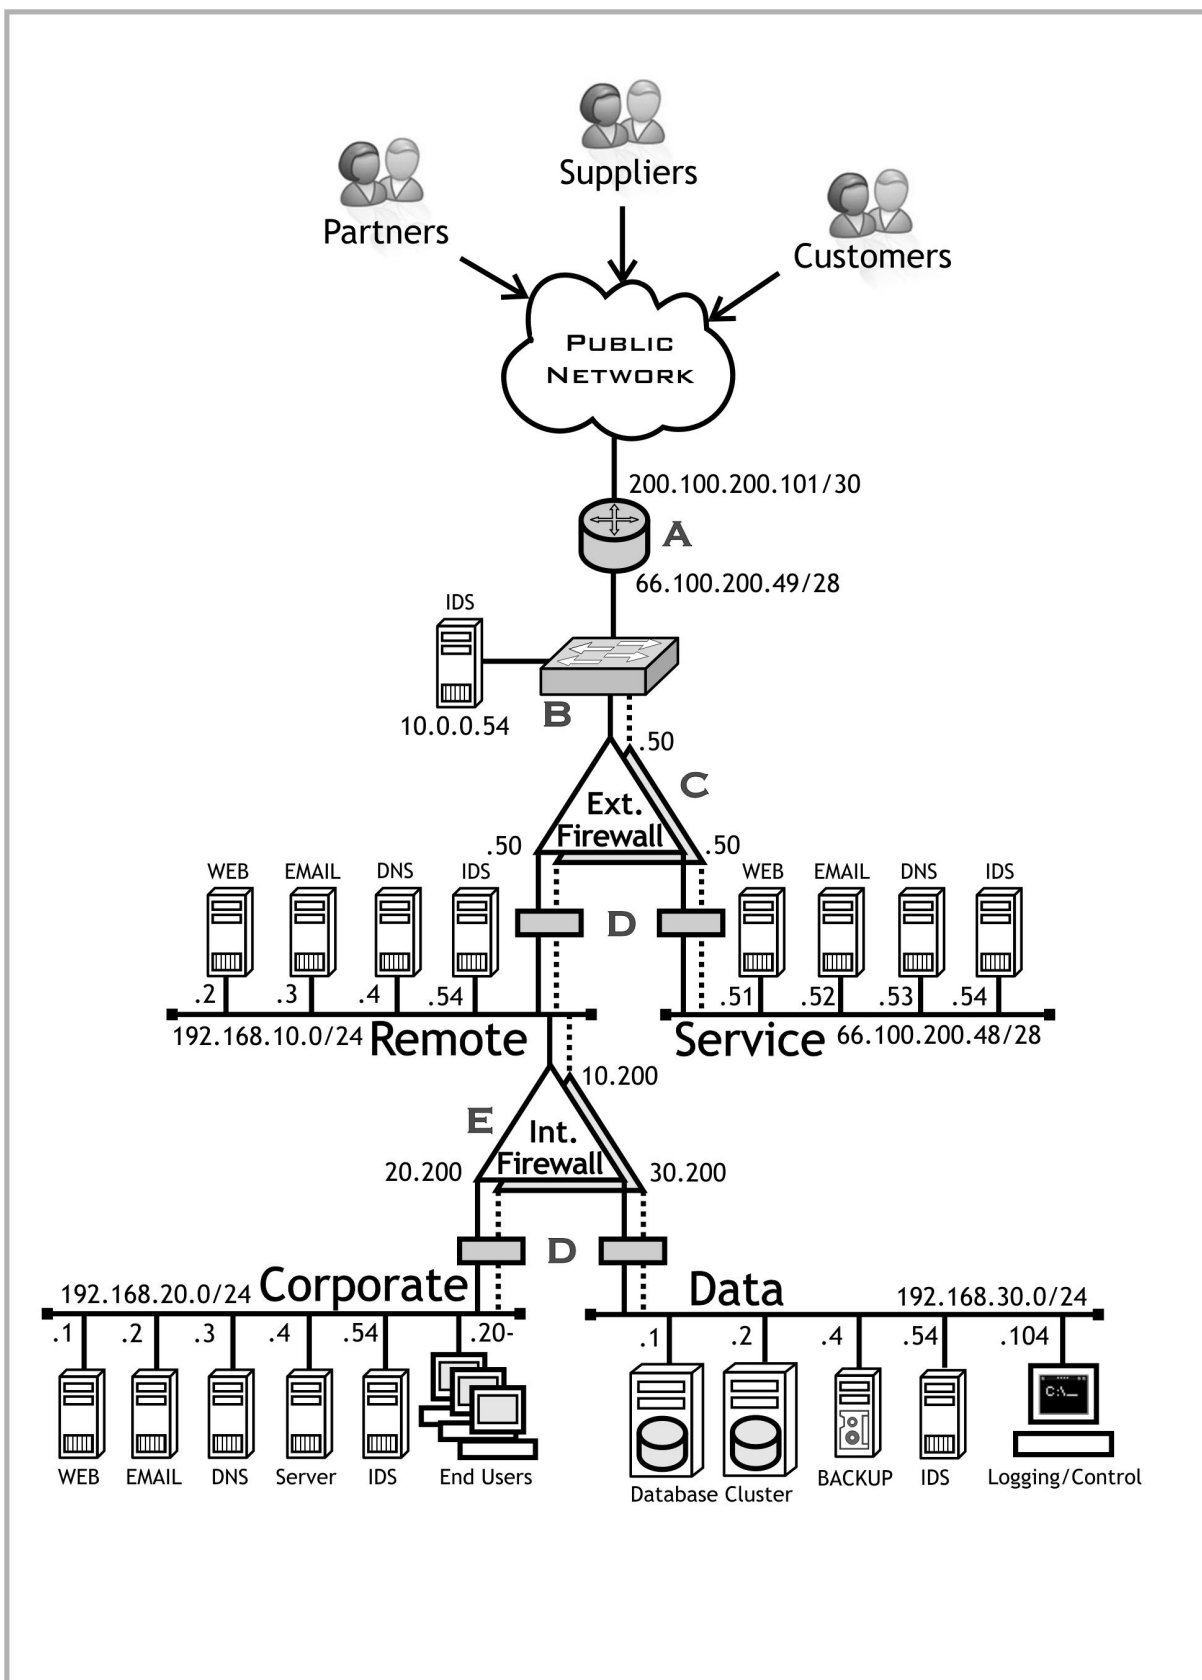 Suppliers
Partners
Customers
PUBLIC
NETWORK
200.100.200.101/30
A
66.100.200.49/28
IDS
10.0.0.54
B
.50
C
Ext.
Firewall
.50
.50
WEB
EMAIL
DNS
IDS
D
WEB
EMAIL
DNS
IDS
.2
.3
.4
.54
.51
.52
.53
.54
192.168.10.0/24
Remote
Service
66.100.200.48/28
10.200
E
Int.
Firewall
20.200
30.200
D
192.168.20.0/24
Corporate
Data
192.168.30.0/24
.1
.2
.3
.4
.54
.20-
.1
.2
.4
.54
.104
C:\_
WEB
EMAIL
DNS
Server
IDS
End Users
Database Cluster
BACKUP
IDS
Logging/Control